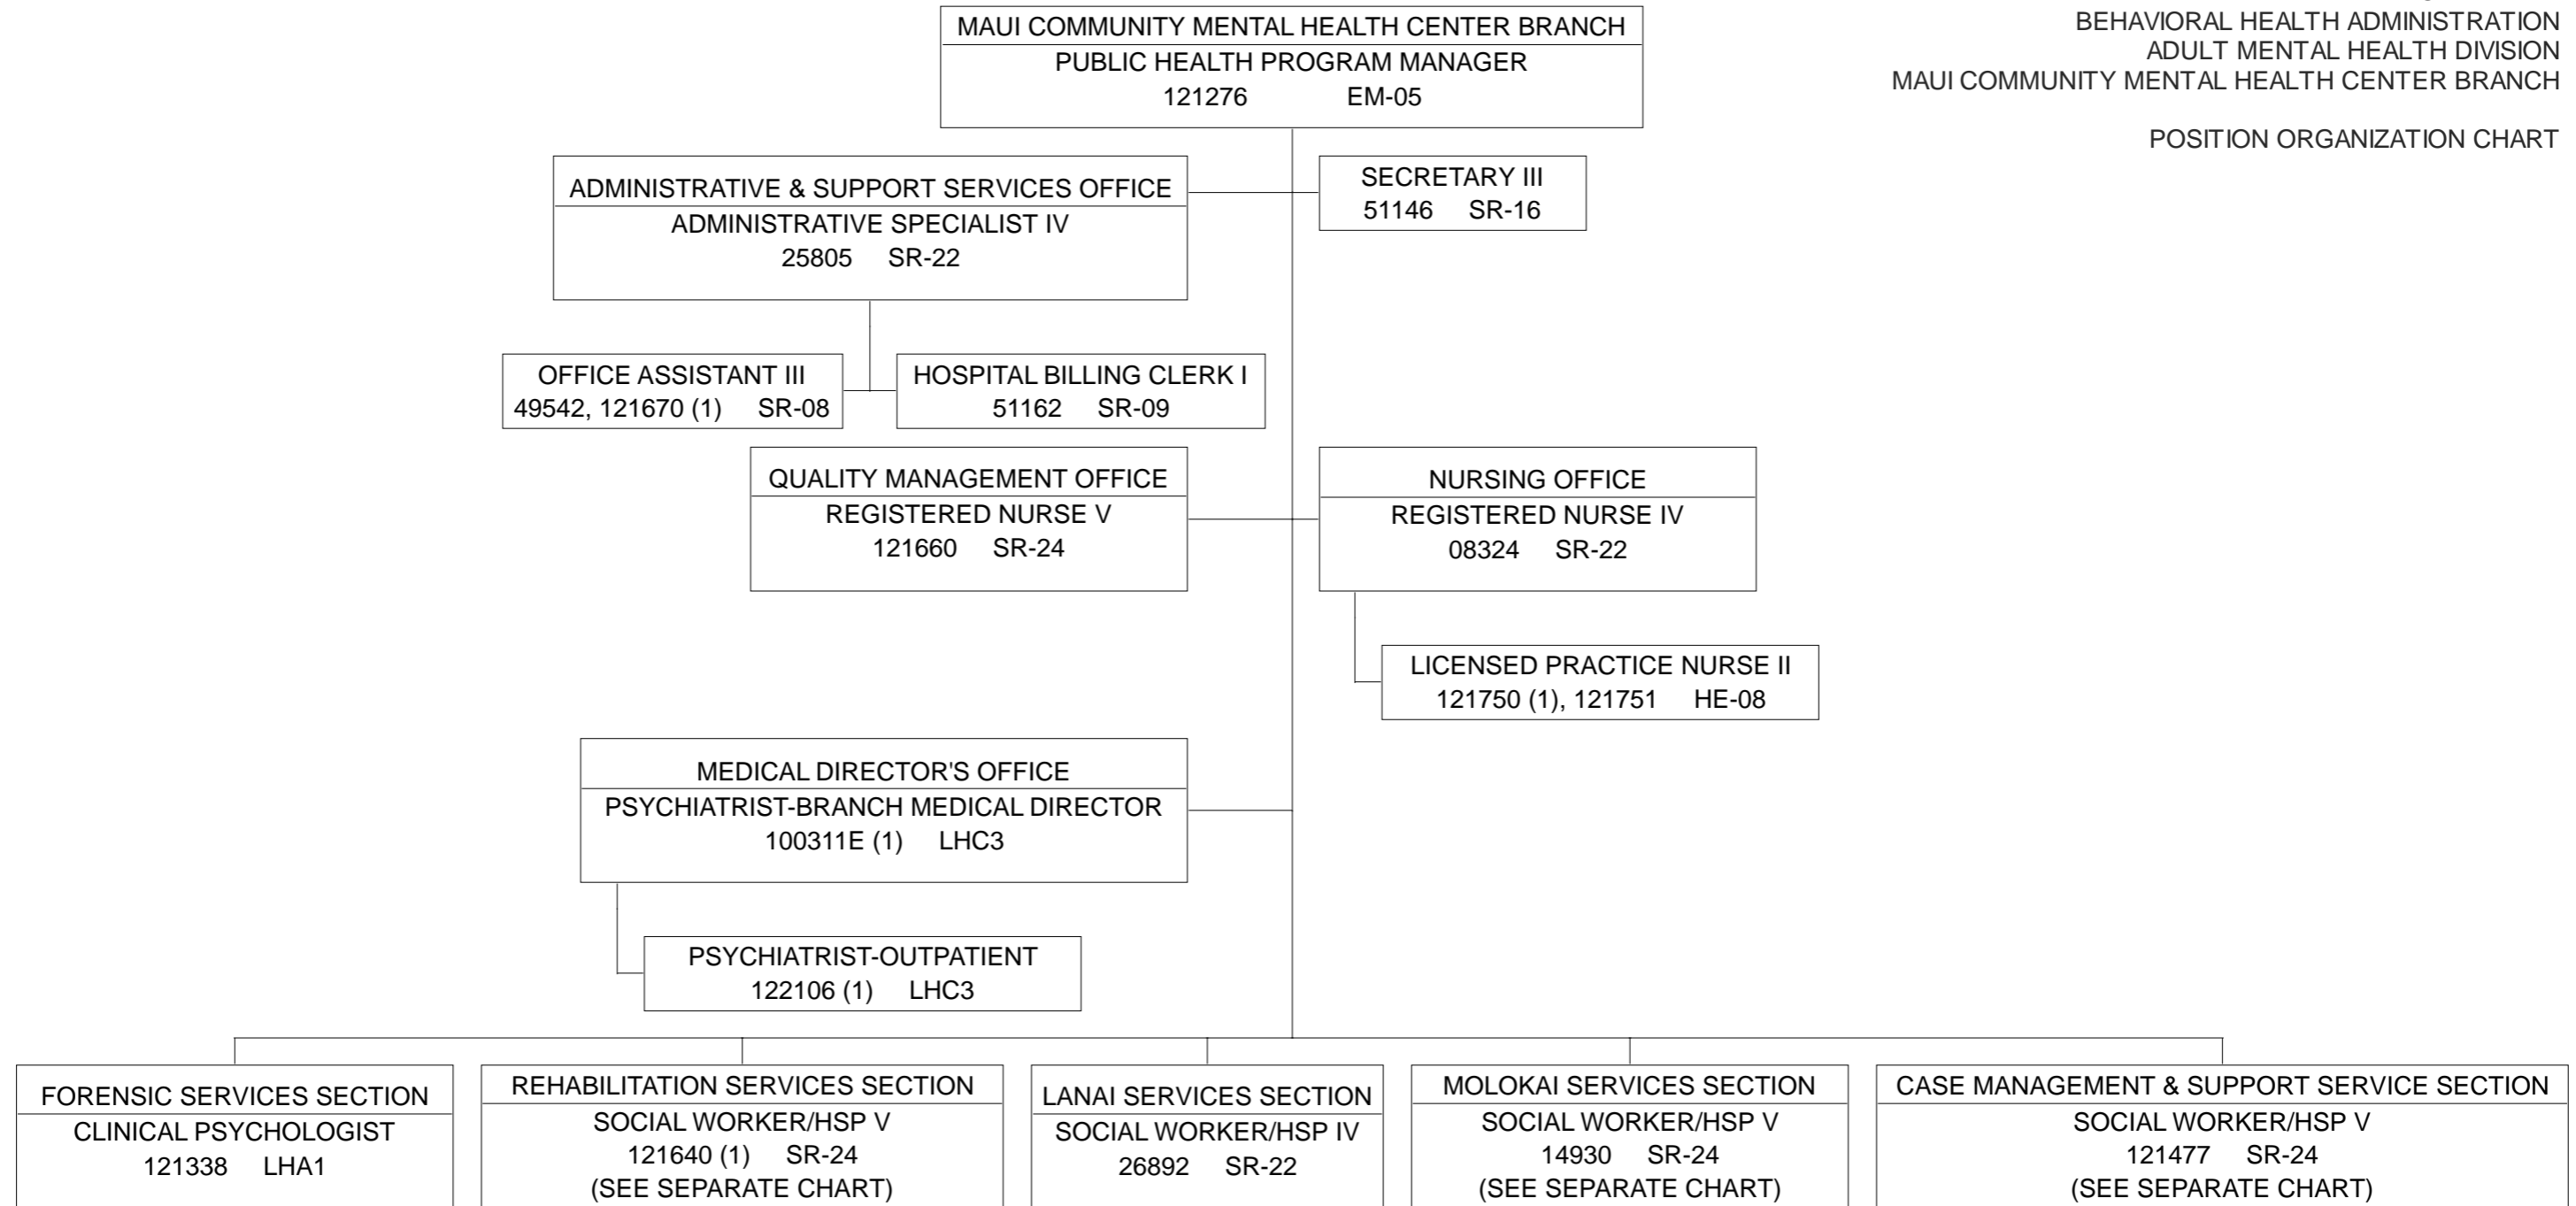 BEHAVIORAL HEALTH ADMINISTRATION
ADULT MENTAL HEALTH DIVISION
MAUI COMMUNITY MENTAL HEALTH CENTER BRANCH
POSITION ORGANIZATION CHART
MAUI COMMUNITY MENTAL HEALTH CENTER BRANCH
PUBLIC HEALTH PROGRAM MANAGER
121276 EM-05
ADMINISTRATIVE & SUPPORT SERVICES OFFICE
ADMINISTRATIVE SPECIALIST IV
25805 SR-22
SECRETARY III
51146 SR-16
OFFICE ASSISTANT III
49542, 121670 (1) SR-08
HOSPITAL BILLING CLERK I
51162 SR-09
QUALITY MANAGEMENT OFFICE
REGISTERED NURSE V
121660 SR-24
NURSING OFFICE
REGISTERED NURSE IV
08324 SR-22
LICENSED PRACTICE NURSE II
121750 (1), 121751 HE-08
MEDICAL DIRECTOR'S OFFICE
PSYCHIATRIST-BRANCH MEDICAL DIRECTOR
100311E (1) LHC3
PSYCHIATRIST-OUTPATIENT
122106 (1) LHC3
FORENSIC SERVICES SECTION
CLINICAL PSYCHOLOGIST
121338 LHA1
REHABILITATION SERVICES SECTION
SOCIAL WORKER/HSP V
121640 (1) SR-24
(SEE SEPARATE CHART)
LANAI SERVICES SECTION
SOCIAL WORKER/HSP IV
26892 SR-22
MOLOKAI SERVICES SECTION
SOCIAL WORKER/HSP V
14930 SR-24
(SEE SEPARATE CHART)
CASE MANAGEMENT & SUPPORT SERVICE SECTION
SOCIAL WORKER/HSP V
121477 SR-24
(SEE SEPARATE CHART)